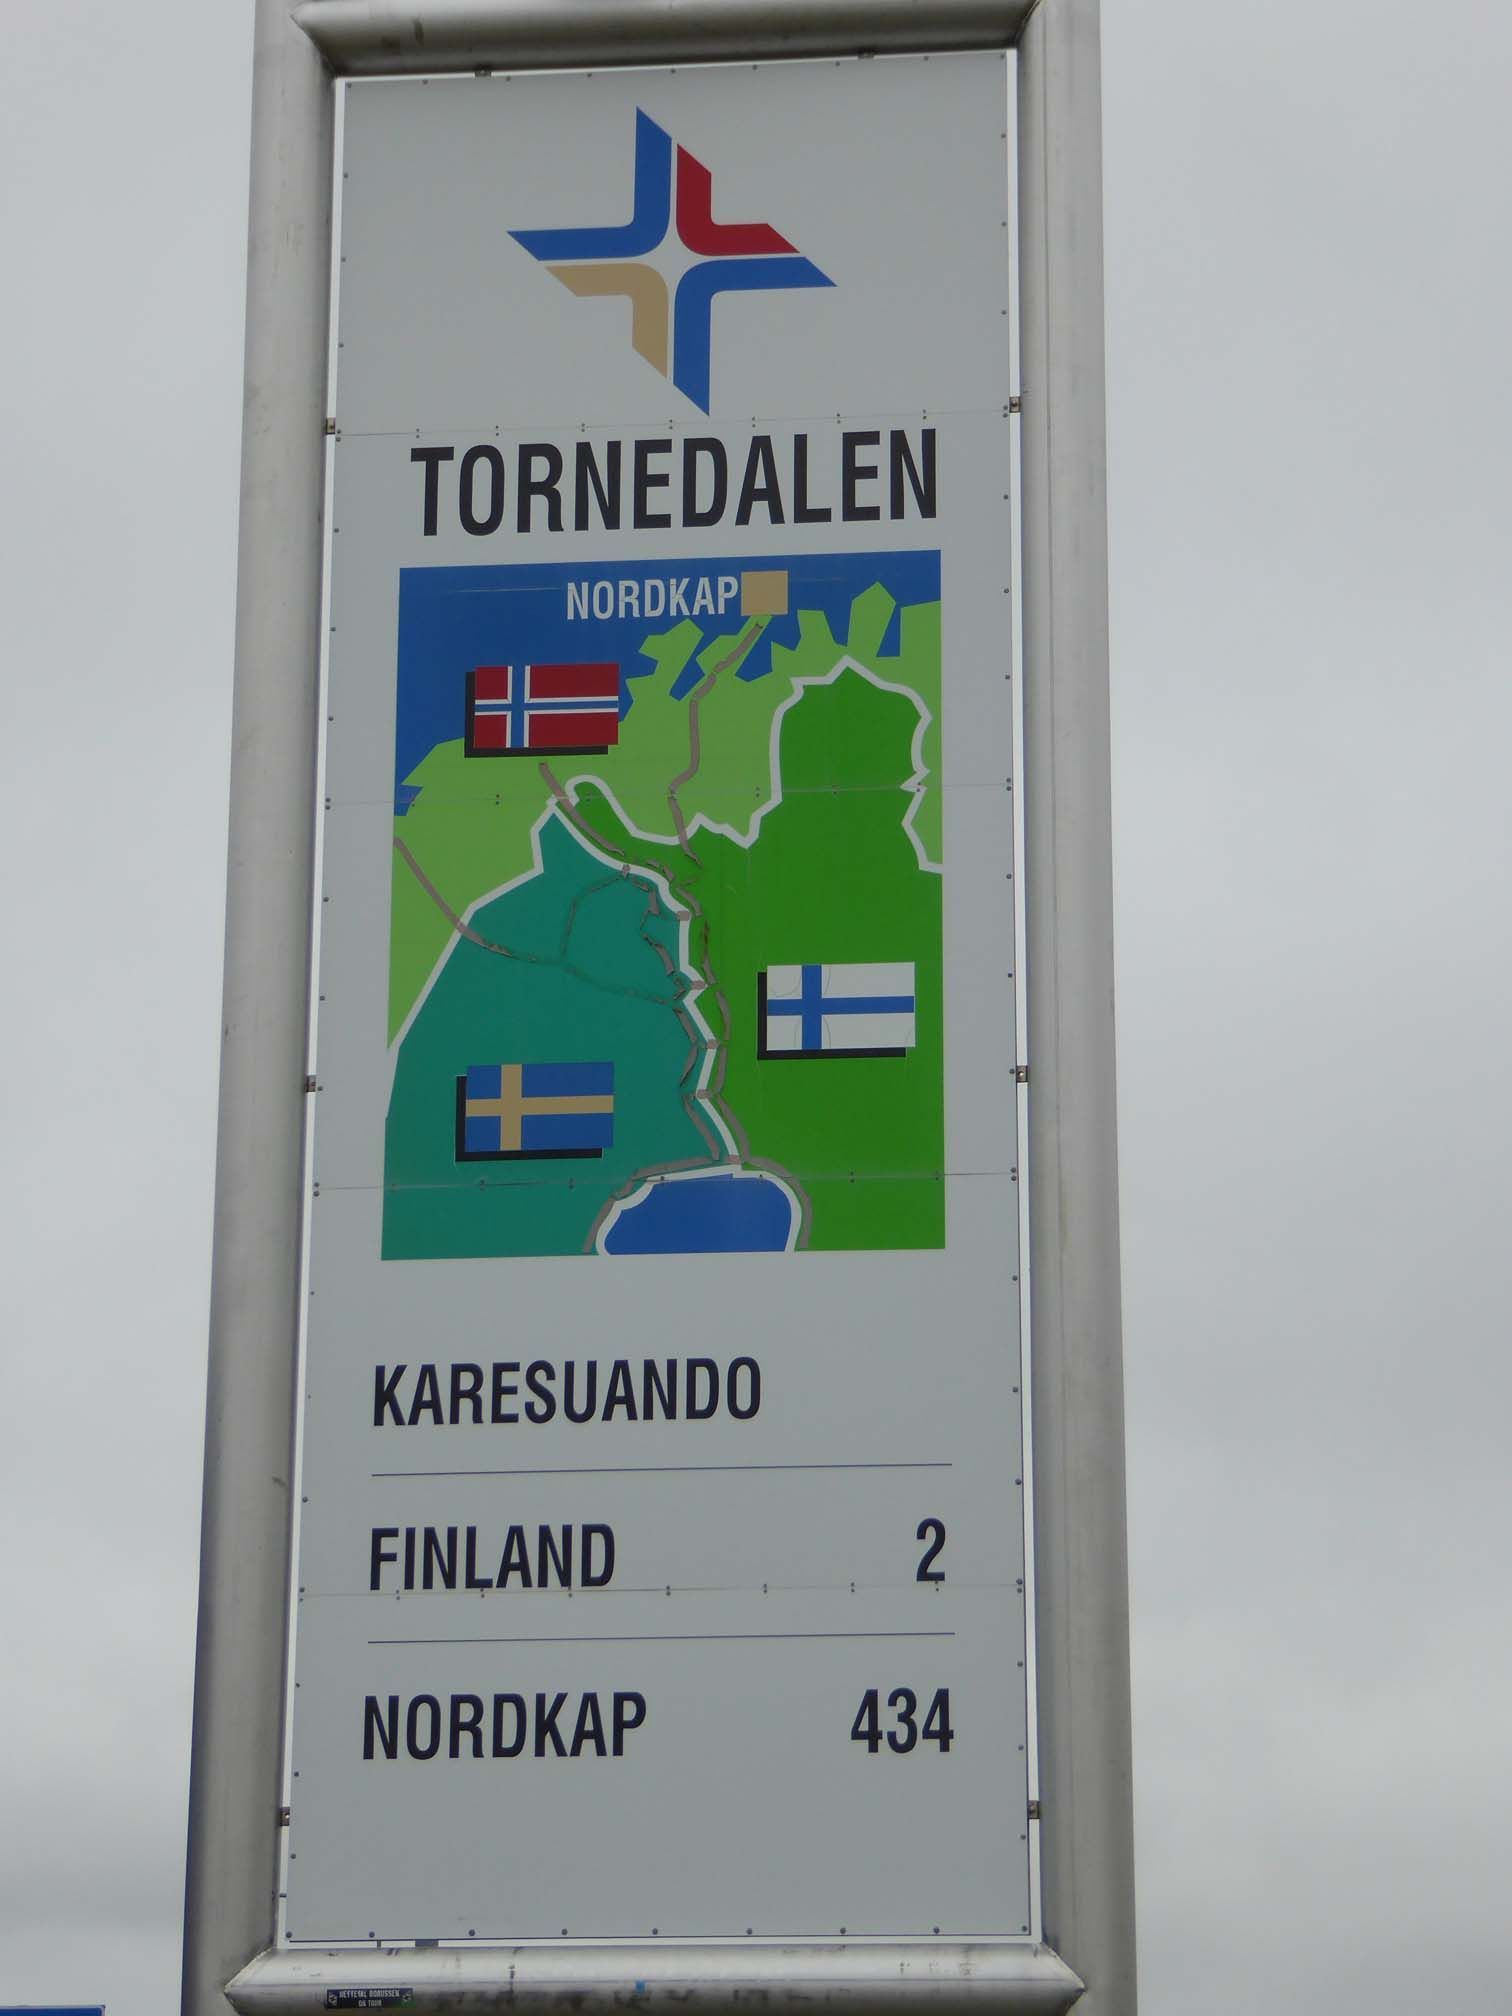 TORNEDALEN
NORDKAP
KARESUANDO
FINLAND 2
NORDKAP 434